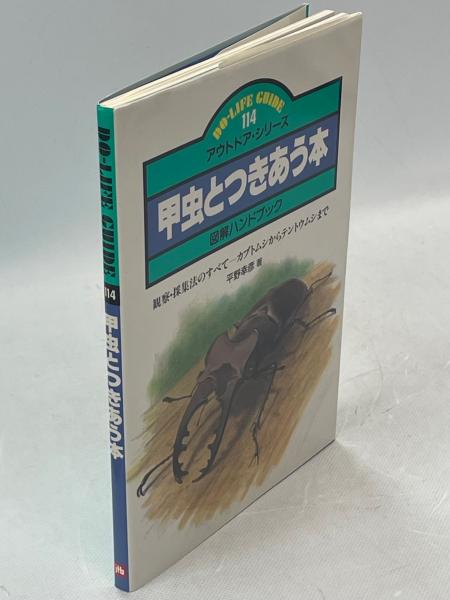 DO-LIFE GUIDE
114
アウトドア・シリーズ
甲虫とつきあう本
図解ハンドブック
観察・採集法のすべて―カブトムシからテントウムシまで
平野幸彦 著
DO-LIFE GUIDE
114
甲虫とつきあう本
jtb